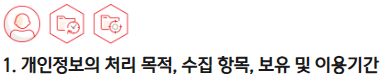 1. 개인정보의 처리 목적, 수집 항목, 보유 및 이용기간